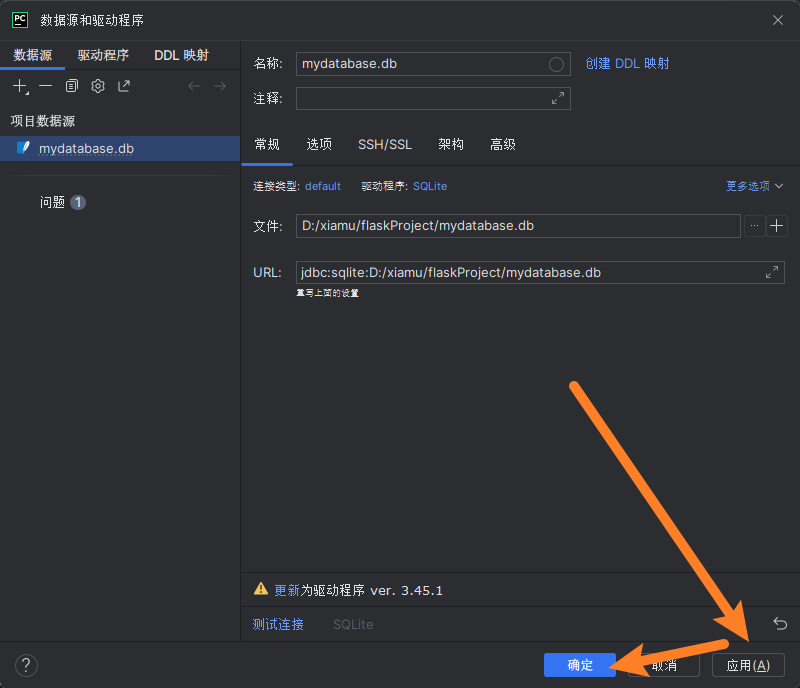 PC 数据源和驱动程序
数据源 驱动程序 DDL 映射
项目数据源
mydatabase.db
问题 1
名称: mydatabase.db 创建 DDL 映射
注释:
常规 选项 SSH/SSL 架构 高级
连接类型: default 驱动程序: SQLite 更多选项
文件: D:/xiamu/flaskProject/mydatabase.db ...
URL: jdbc:sqlite:D:/xiamu/flaskProject/mydatabase.db
重写上面的设置
更新为驱动程序 ver. 3.45.1
测试连接 SQLite
? 确定 取消 应用(A)